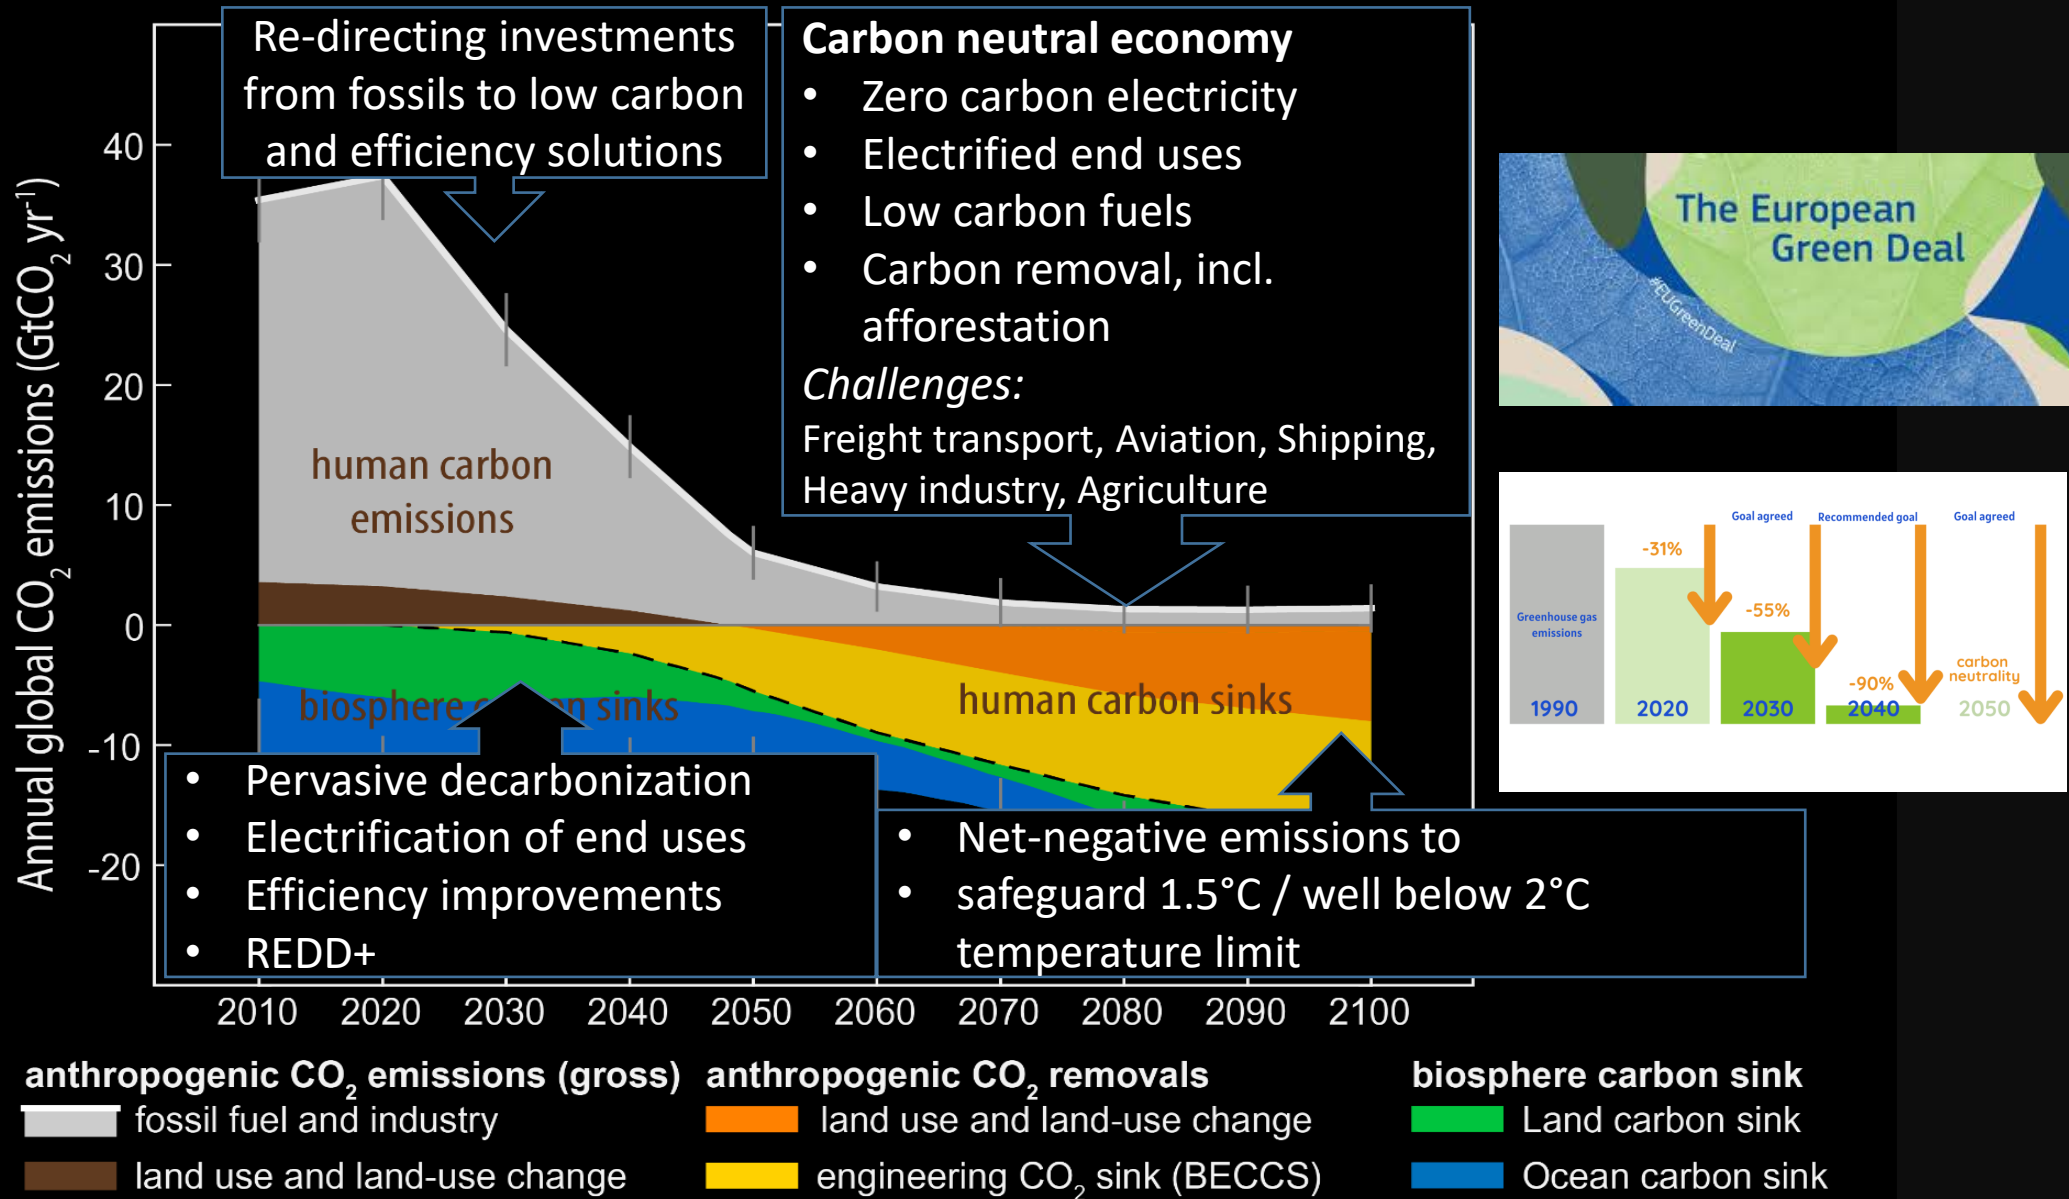 Re-directing investments
from fossils to low carbon
and efficiency solutions
Carbon neutral economy
• Zero carbon electricity
• Electrified end uses
• Low carbon fuels
• Carbon removal, incl.
afforestation
Challenges:
Freight transport, Aviation, Shipping,
Heavy industry, Agriculture
Annual global CO₂ emissions (GtCO₂ yr⁻¹)
40
30
20
10
0
-10
-20
human carbon
emissions
biosphere carbon sinks
human carbon sinks
• Pervasive decarbonization
• Electrification of end uses
• Efficiency improvements
• REDD+
• Net-negative emissions to
• safeguard 1.5°C / well below 2°C
temperature limit
2010 2020 2030 2040 2050 2060 2070 2080 2090 2100
anthropogenic CO₂ emissions (gross)
fossil fuel and industry
land use and land-use change
anthropogenic CO₂ removals
land use and land-use change
engineering CO₂ sink (BECCS)
biosphere carbon sink
Land carbon sink
Ocean carbon sink
The European
Green Deal
#EUGreenDeal
Goal agreed Recommended goal Goal agreed
-31%
-55%
-90%
carbon
neutrality
Greenhouse gas
emissions
1990 2020 2030 2040 2050